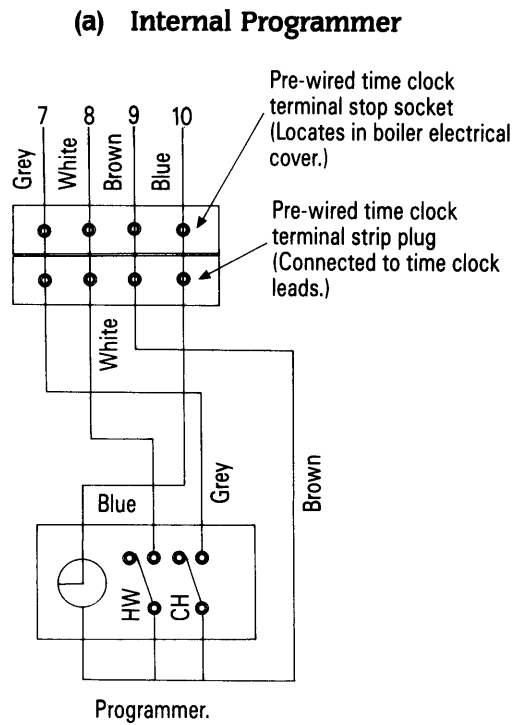 (a) Internal Programmer
Pre-wired time clock
terminal stop socket
(Locates in boiler electrical
cover.)
7 8 9 10
Grey
White
Brown
Blue
Pre-wired time clock
terminal strip plug
(Connected to time clock
leads.)
White
Grey
Brown
Blue
HW
CH
Programmer.